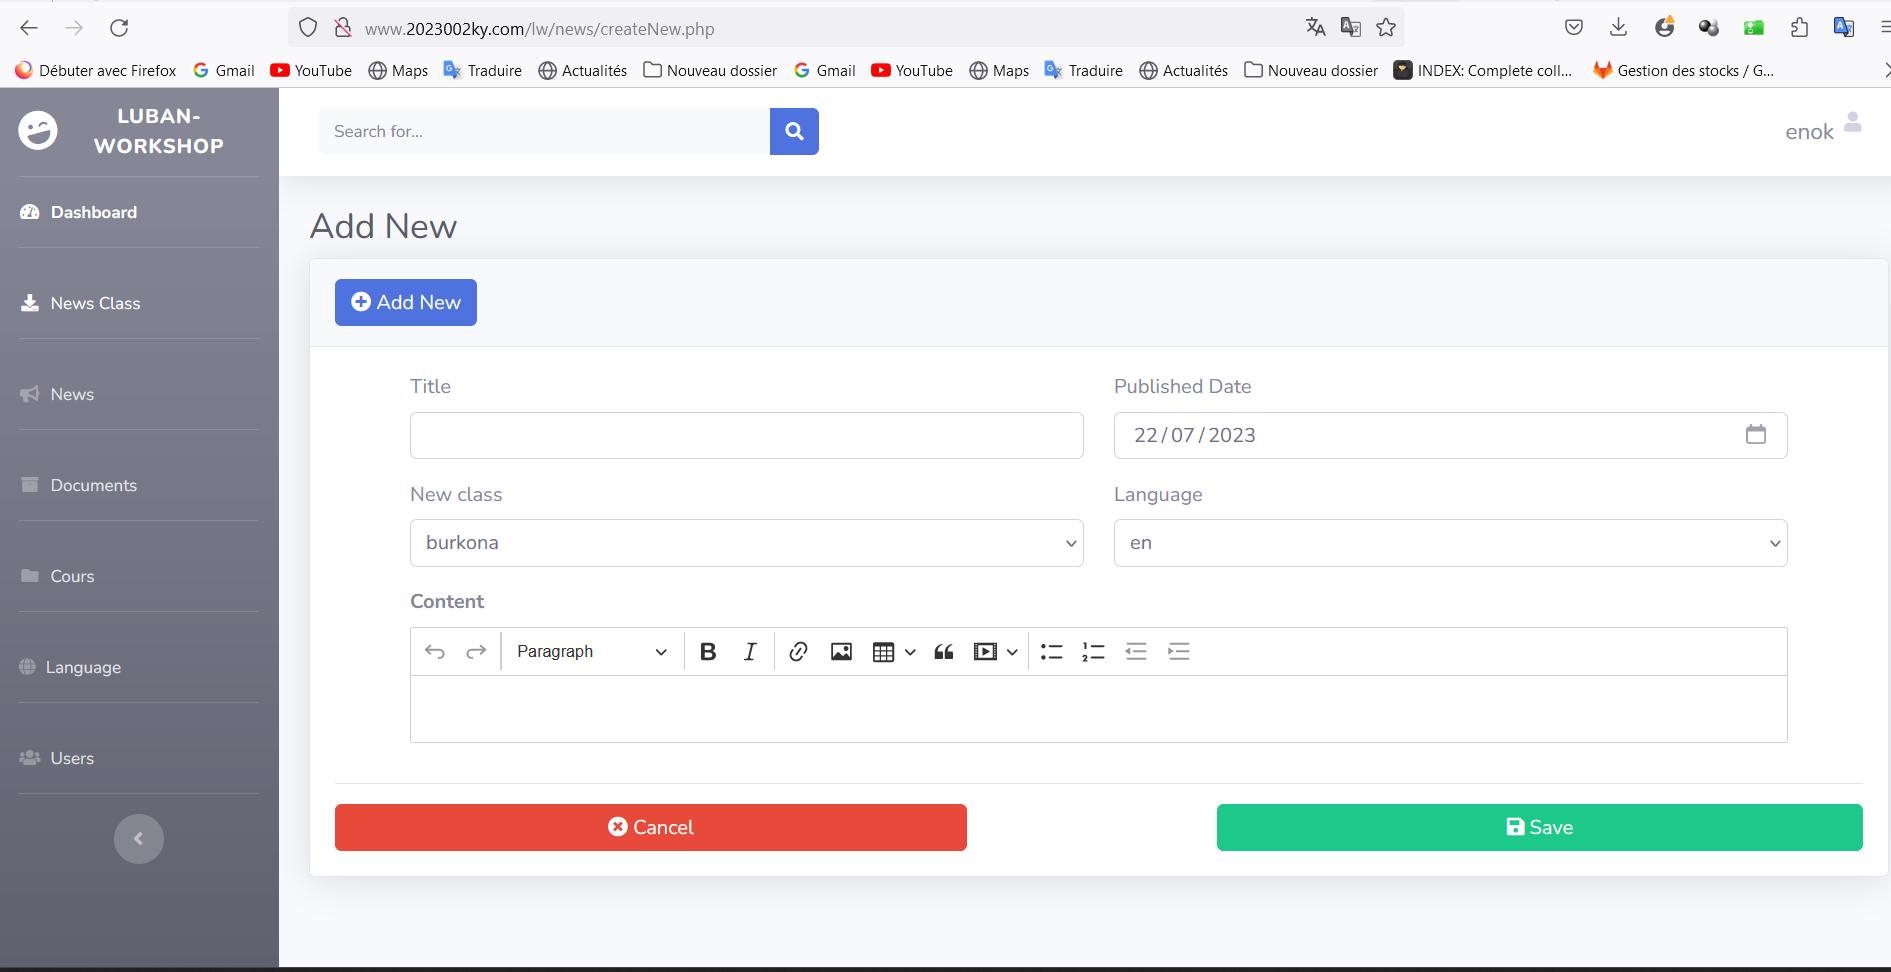 www.2023002ky.com/lw/news/createNew.php
Débuter avec Firefox Gmail YouTube Maps Traduire Actualités Nouveau dossier Gmail YouTube Maps Traduire Actualités Nouveau dossier INDEX: Complete coll... Gestion des stocks / G...
LUBAN-
WORKSHOP
Search for...
enok
Dashboard
News Class
News
Documents
Cours
Language
Users
Add New
Add New
Title Published Date
22/07/2023
New class Language
burkona en
Content
Paragraph
Cancel Save